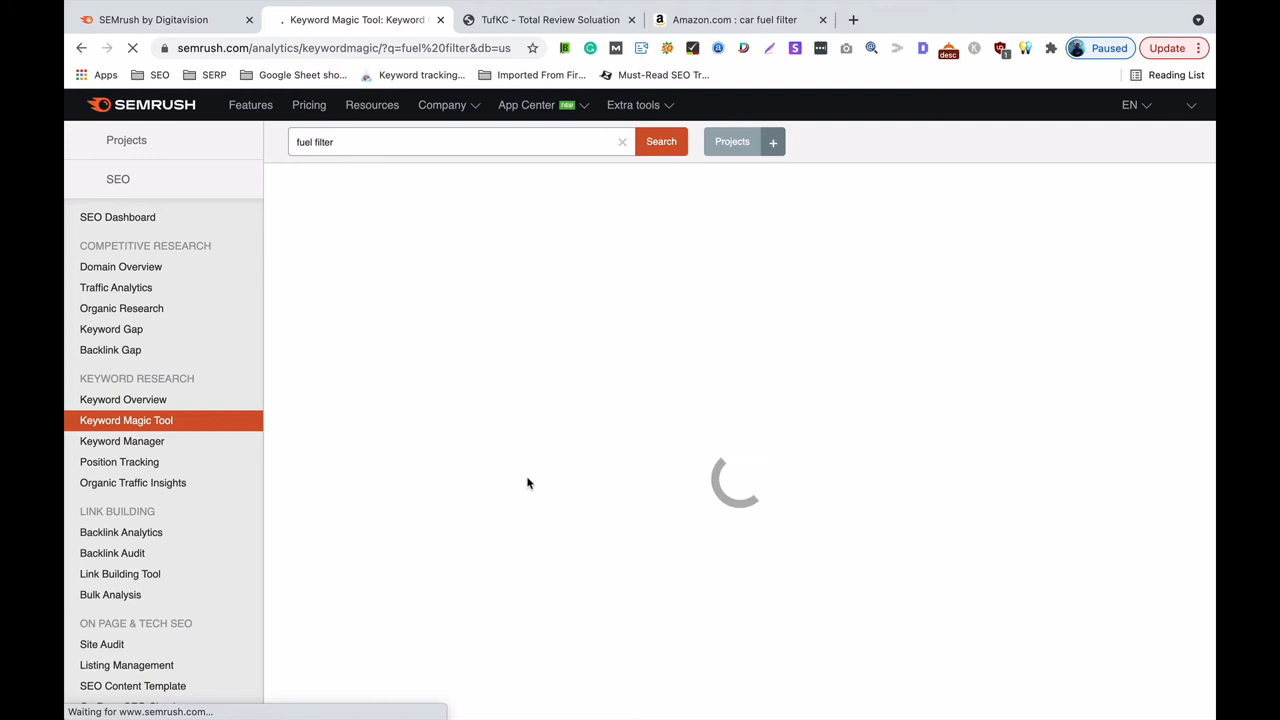 SEmrush by Digitavision
Keyword Magic Tool: Keyword
TufKC - Total Review Soluation
Amazon.com : car fuel filter
semrush.com/analytics/keywordmagic/?q=fuel%20filter&db=us
desc
1
Paused
Update
Apps
SEO
SERP
Google Sheet sho...
Keyword tracking...
Imported From Fir...
Must-Read SEO Tr...
Reading List
SEMRUSH
Features
Pricing
Resources
Company
App Center
NEW
Extra tools
EN
Projects
fuel filter
Search
Projects
+
SEO
SEO Dashboard
COMPETITIVE RESEARCH
Domain Overview
Traffic Analytics
Organic Research
Keyword Gap
Backlink Gap
KEYWORD RESEARCH
Keyword Overview
Keyword Magic Tool
Keyword Manager
Position Tracking
Organic Traffic Insights
LINK BUILDING
Backlink Analytics
Backlink Audit
Link Building Tool
Bulk Analysis
ON PAGE & TECH SEO
Site Audit
Listing Management
SEO Content Template
Waiting for www.semrush.com...